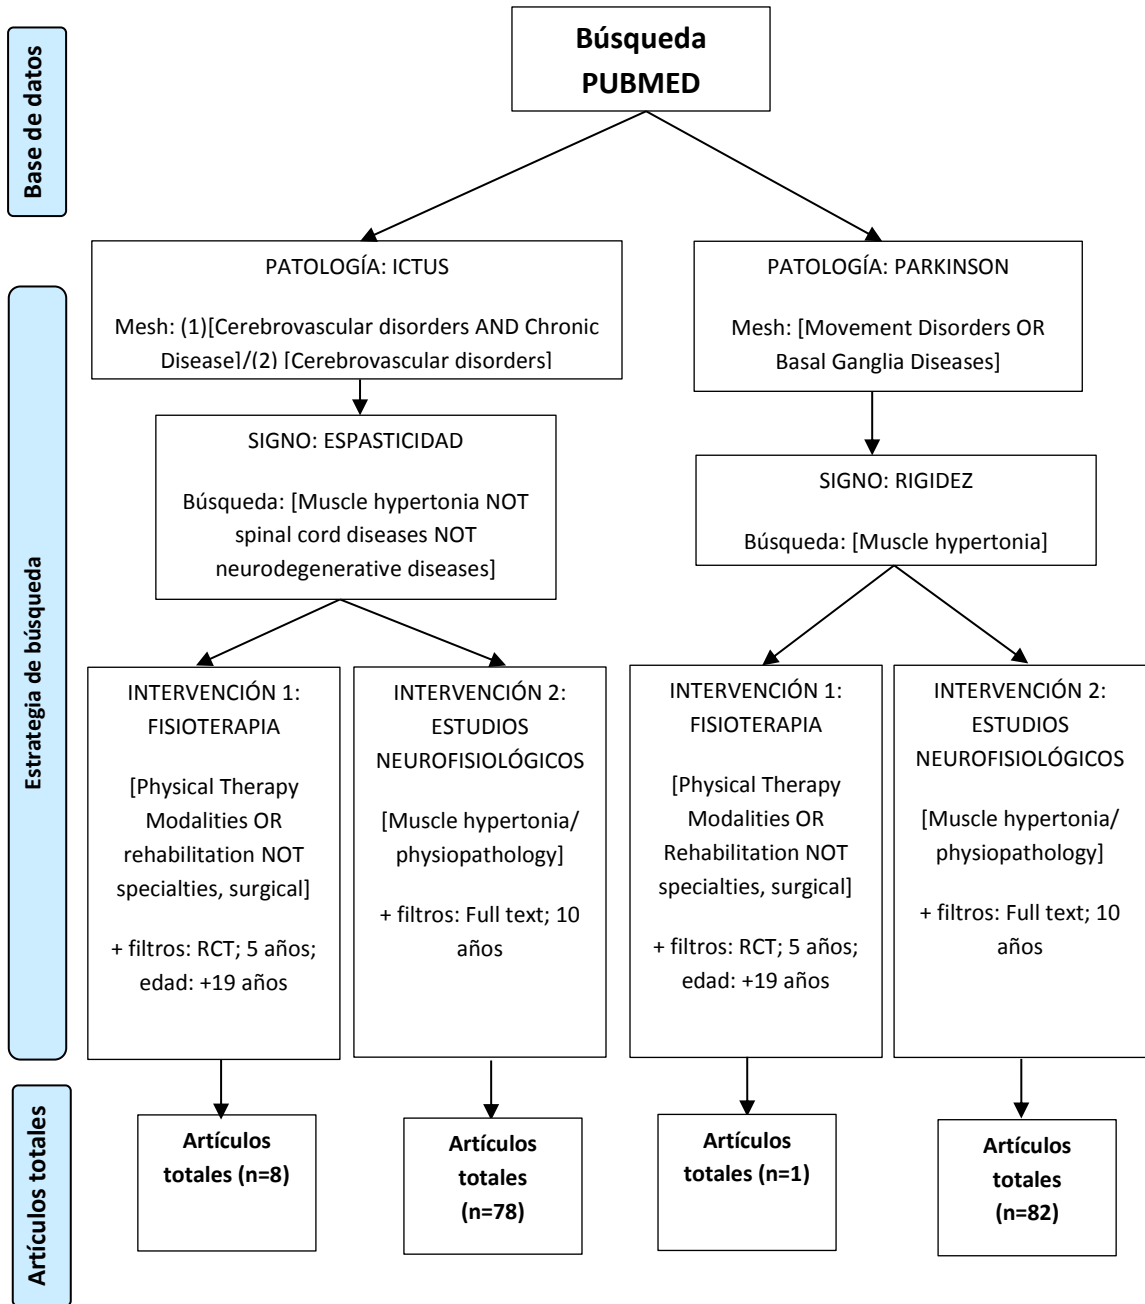 Base de datos
Búsqueda
PUBMED
Estrategia de búsqueda
PATOLOGÍA: ICTUS
Mesh: (1)[Cerebrovascular disorders AND Chronic
Disease]/(2) [Cerebrovascular disorders]
PATOLOGÍA: PARKINSON
Mesh: [Movement Disorders OR
Basal Ganglia Diseases]
SIGNO: ESPASTICIDAD
Búsqueda: [Muscle hypertonia NOT
spinal cord diseases NOT
neurodegenerative diseases]
SIGNO: RIGIDEZ
Búsqueda: [Muscle hypertonia]
INTERVENCIÓN 1:
FISIOTERAPIA
[Physical Therapy
Modalities OR
rehabilitation NOT
specialties, surgical]
+ filtros: RCT; 5 años;
edad: +19 años
INTERVENCIÓN 2:
ESTUDIOS
NEUROFISIOLÓGICOS
[Muscle hypertonia/
physiopathology]
+ filtros: Full text; 10
años
INTERVENCIÓN 1:
FISIOTERAPIA
[Physical Therapy
Modalities OR
Rehabilitation NOT
specialties, surgical]
+ filtros: RCT; 5 años;
edad: +19 años
INTERVENCIÓN 2:
ESTUDIOS
NEUROFISIOLÓGICOS
[Muscle hypertonia/
physiopathology]
+ filtros: Full text; 10
años
Artículos totales
Artículos
totales (n=8)
Artículos
totales
(n=78)
Artículos
totales (n=1)
Artículos
totales
(n=82)